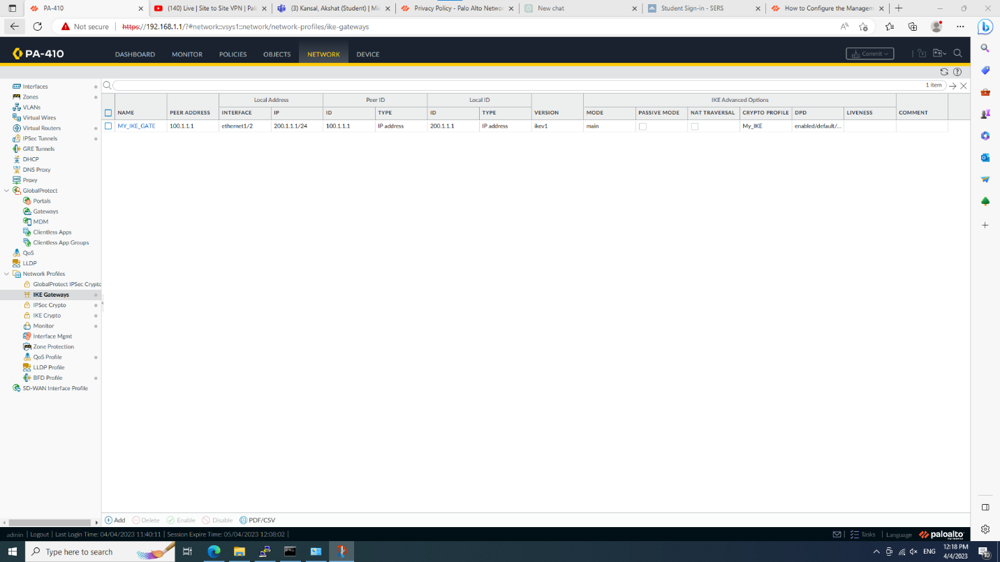 PA-410
(140) Live | Site to Site VPN | Palo
(3) Kansal, Akshat (Student) | Mic
Privacy Policy - Palo Alto Networ
New chat
Student Sign-in - SERS
How to Configure the Managem
Not secure
https://192.168.1.1/?#network::vsys1::network/network-profiles/ike-gateways
PA-410
DASHBOARD
MONITOR
POLICIES
OBJECTS
NETWORK
DEVICE
Commit
Interfaces
Zones
VLANs
Virtual Wires
Virtual Routers
IPSec Tunnels
GRE Tunnels
DHCP
DNS Proxy
Proxy
GlobalProtect
Portals
Gateways
MDM
Clientless Apps
Clientless App Groups
QoS
LLDP
Network Profiles
GlobalProtect IPSec Crypto
IKE Gateways
IPSec Crypto
IKE Crypto
Monitor
Interface Mgmt
Zone Protection
QoS Profile
LLDP Profile
BFD Profile
SD-WAN Interface Profile
1 item
Local Address
Peer ID
Local ID
IKE Advanced Options
NAME
PEER ADDRESS
INTERFACE
IP
ID
TYPE
ID
TYPE
VERSION
MODE
PASSIVE MODE
NAT TRAVERSAL
CRYPTO PROFILE
DPD
LIVENESS
COMMENT
MY_IKE_GATE
100.1.1.1
ethernet1/2
200.1.1.1/24
100.1.1.1
IP address
200.1.1.1
IP address
ikev1
main
My_IKE
enabled/default/...
Add
Delete
Enable
Disable
PDF/CSV
admin | Logout | Last Login Time: 04/04/2023 11:40:11 | Session Expire Time: 05/04/2023 12:08:02 |
Tasks | Language
paloalto
NETWORKS
Type here to search
ENG
12:18 PM
4/4/2023
10